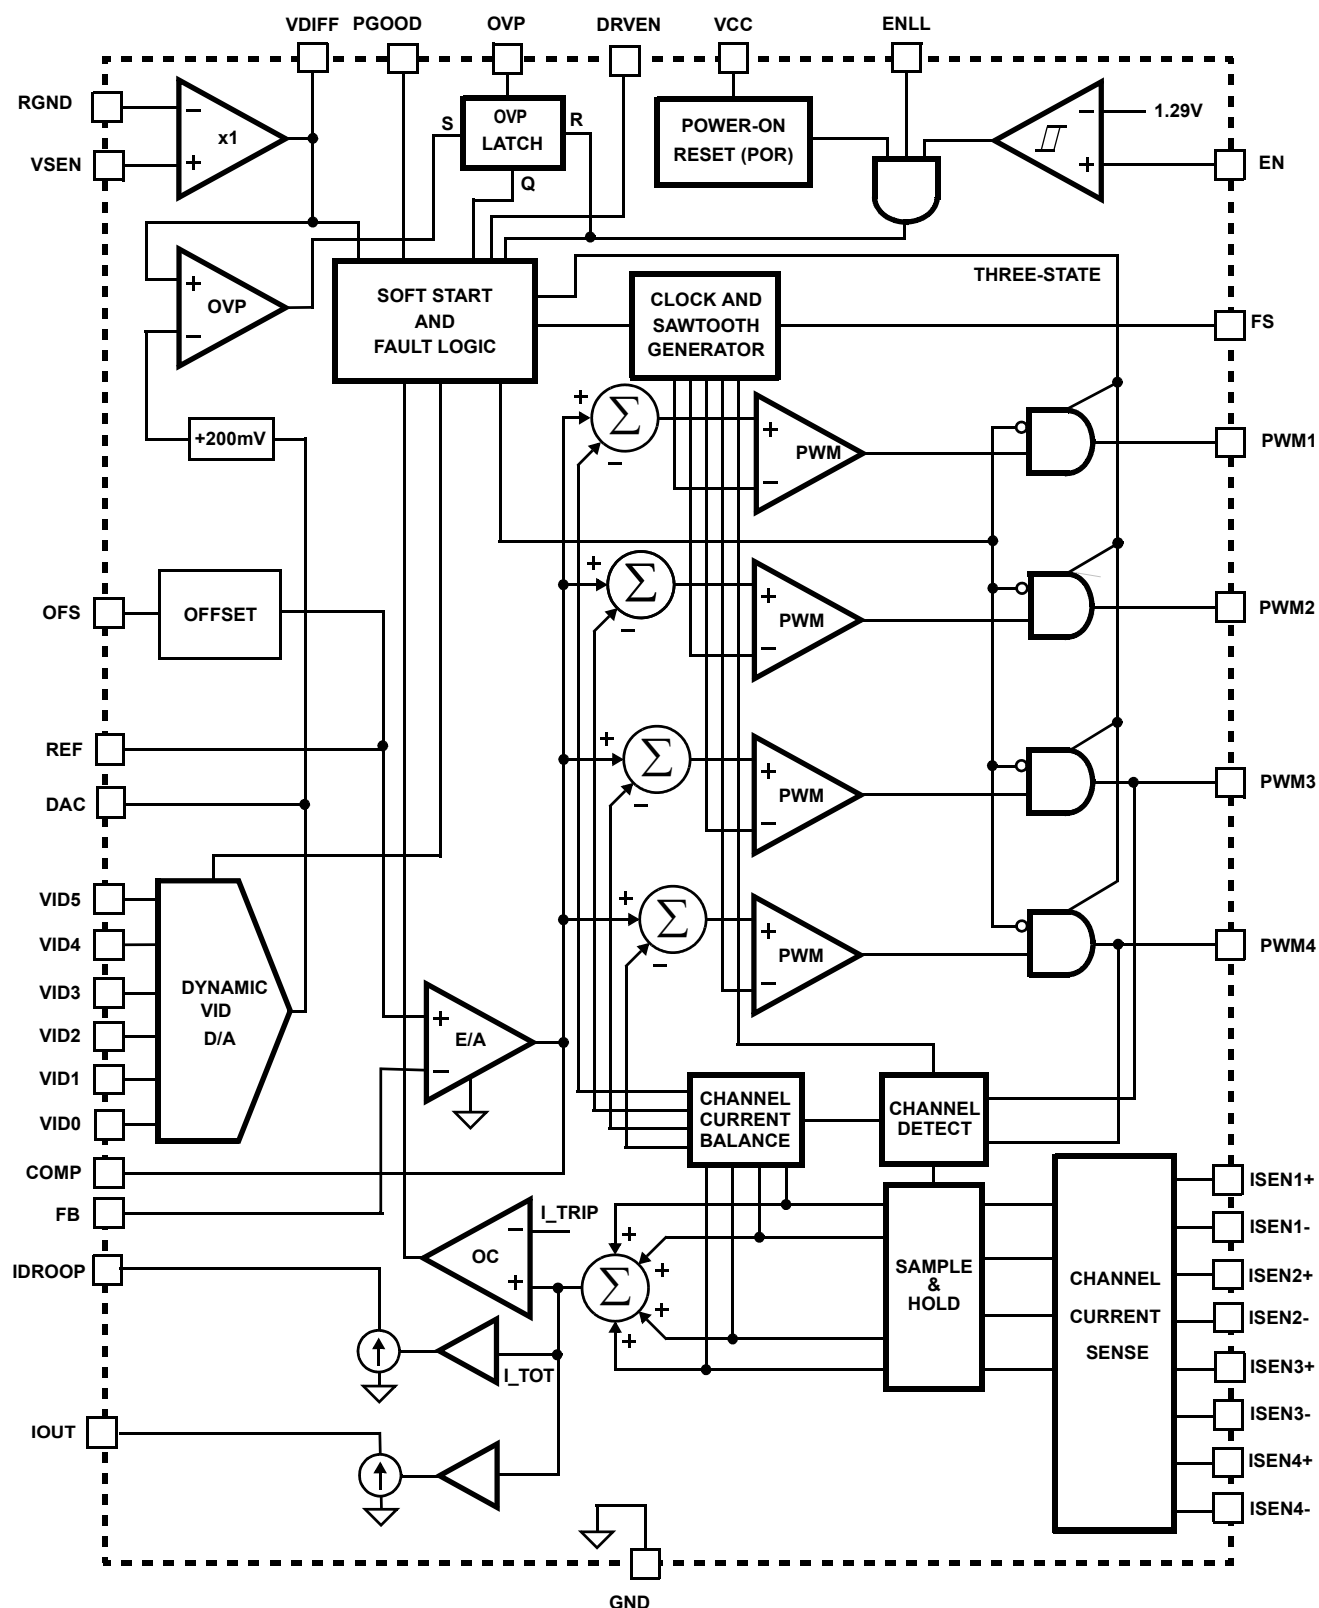 VDIFF PGOOD OVP DRVEN VCC ENLL
RGND
VSEN
−
x1
+
S
OVP
LATCH
R
Q
POWER-ON
RESET (POR)
−
1.29V
+
EN
+
OVP
−
SOFT START
AND
FAULT LOGIC
CLOCK AND
SAWTOOTH
GENERATOR
THREE-STATE
FS
+200mV
+
Σ
−
+
PWM
−
PWM1
OFS
OFFSET
+
Σ
−
+
PWM
−
PWM2
REF
DAC
+
Σ
−
+
PWM
−
PWM3
VID5
VID4
VID3
VID2
VID1
VID0
DYNAMIC
VID
D/A
+
Σ
−
+
PWM
−
PWM4
+
E/A
−
CHANNEL
CURRENT
BALANCE
CHANNEL
DETECT
COMP
FB
IDROOP
IOUT
−
I_TRIP
OC
+
I_TOT
+
+
Σ
+
+
SAMPLE
&
HOLD
CHANNEL
CURRENT
SENSE
ISEN1+
ISEN1-
ISEN2+
ISEN2-
ISEN3+
ISEN3-
ISEN4+
ISEN4-
GND